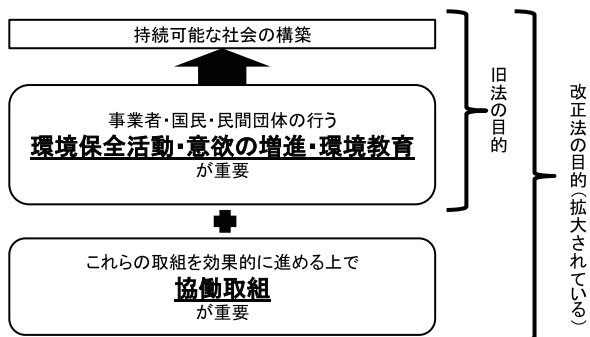 持続可能な社会の構築
事業者・国民・民間団体の行う
環境保全活動・意欲の増進・環境教育
が重要
これらの取組を効果的に進める上で
協働取組
が重要
旧法の目的
改正法の目的（拡大されている）